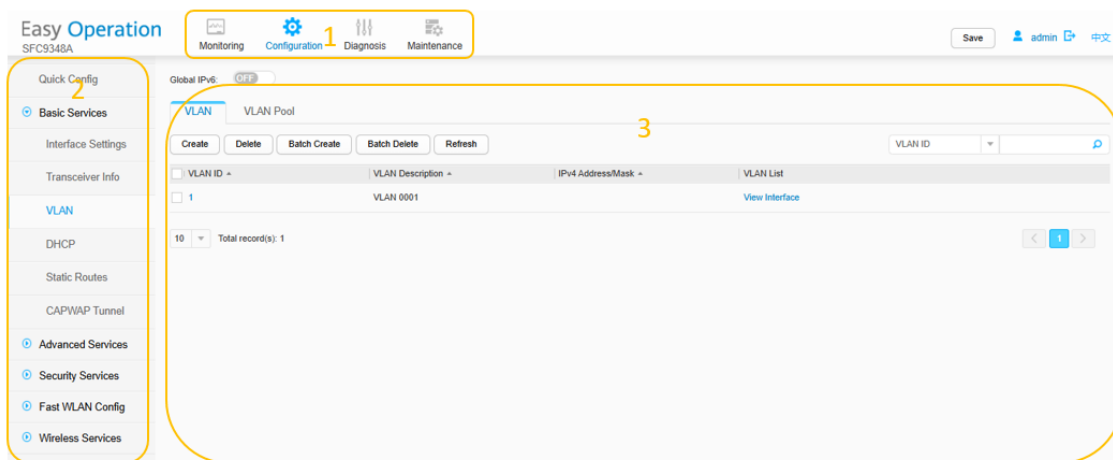 Easy Operation
SFC9348A
Monitoring Configuration 1 Diagnosis Maintenance
Save admin 中文
Quick Config
2
Basic Services
Interface Settings
Transceiver Info
VLAN
DHCP
Static Routes
CAPWAP Tunnel
Advanced Services
Security Services
Fast WLAN Config
Wireless Services
Global IPv6: OFF
VLAN VLAN Pool
3
Create Delete Batch Create Batch Delete Refresh VLAN ID
VLAN ID VLAN Description IPv4 Address/Mask VLAN List
1 VLAN 0001 View Interface
10 Total record(s): 1 < 1 >